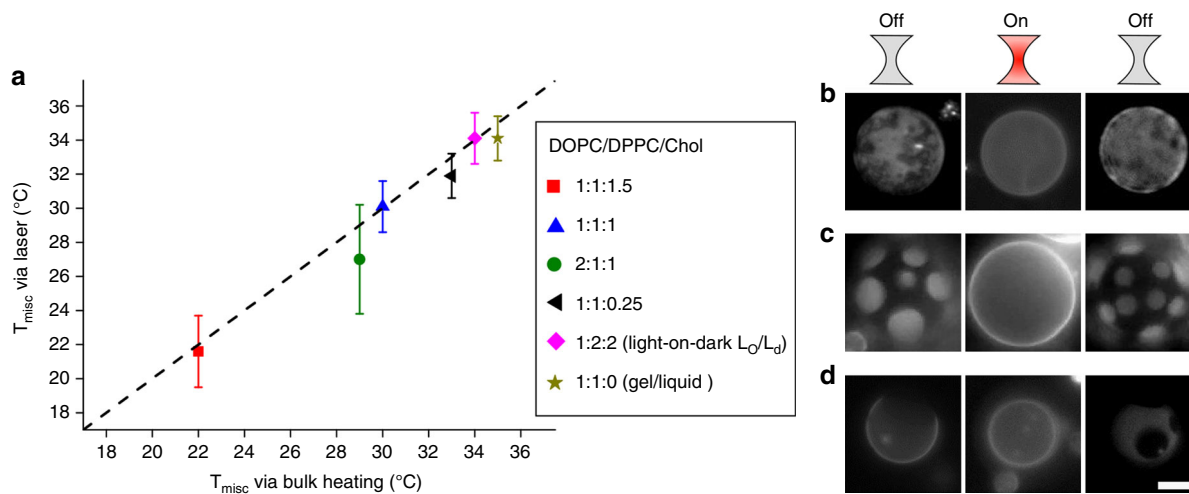 a
T_misc via laser (°C)
36
34
32
30
28
26
24
22
20
18
18 20 22 24 26 28 30 32 34 36
T_misc via bulk heating (°C)
DOPC/DPPC/Chol
1:1:1.5
1:1:1
2:1:1
1:1:0.25
1:2:2 (light-on-dark L_O/L_d)
1:1:0 (gel/liquid )
Off On Off
b
c
d